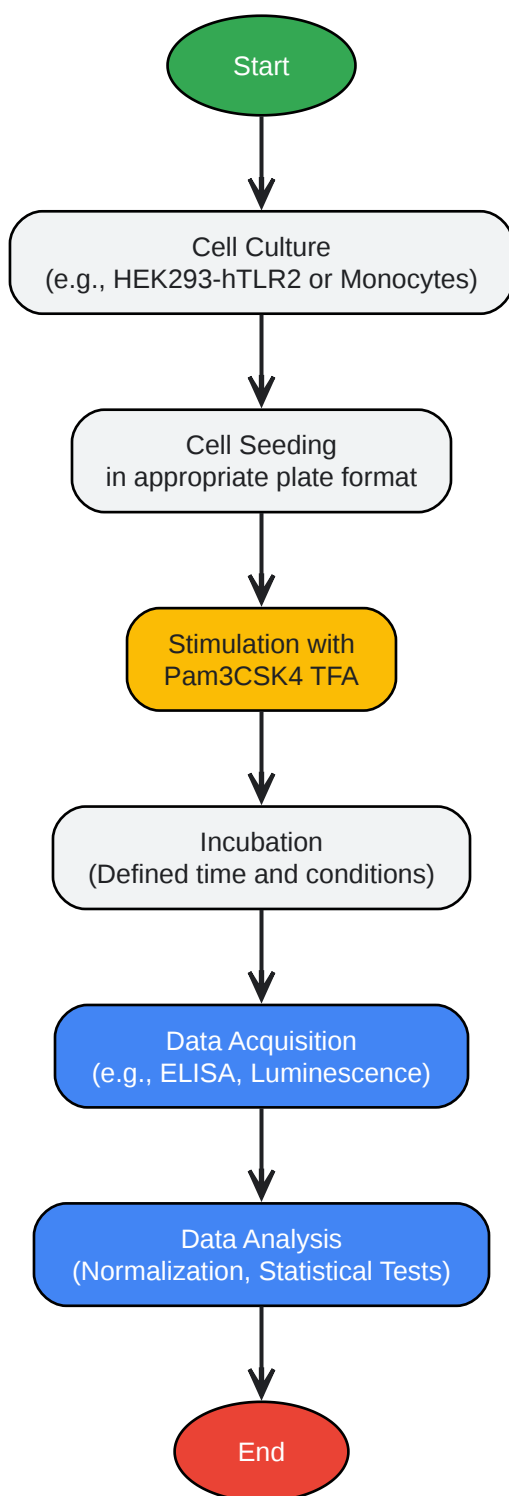 Start
Cell Culture
(e.g., HEK293-hTLR2 or Monocytes)
Cell Seeding
in appropriate plate format
Stimulation with
Pam3CSK4 TFA
Incubation
(Defined time and conditions)
Data Acquisition
(e.g., ELISA, Luminescence)
Data Analysis
(Normalization, Statistical Tests)
End